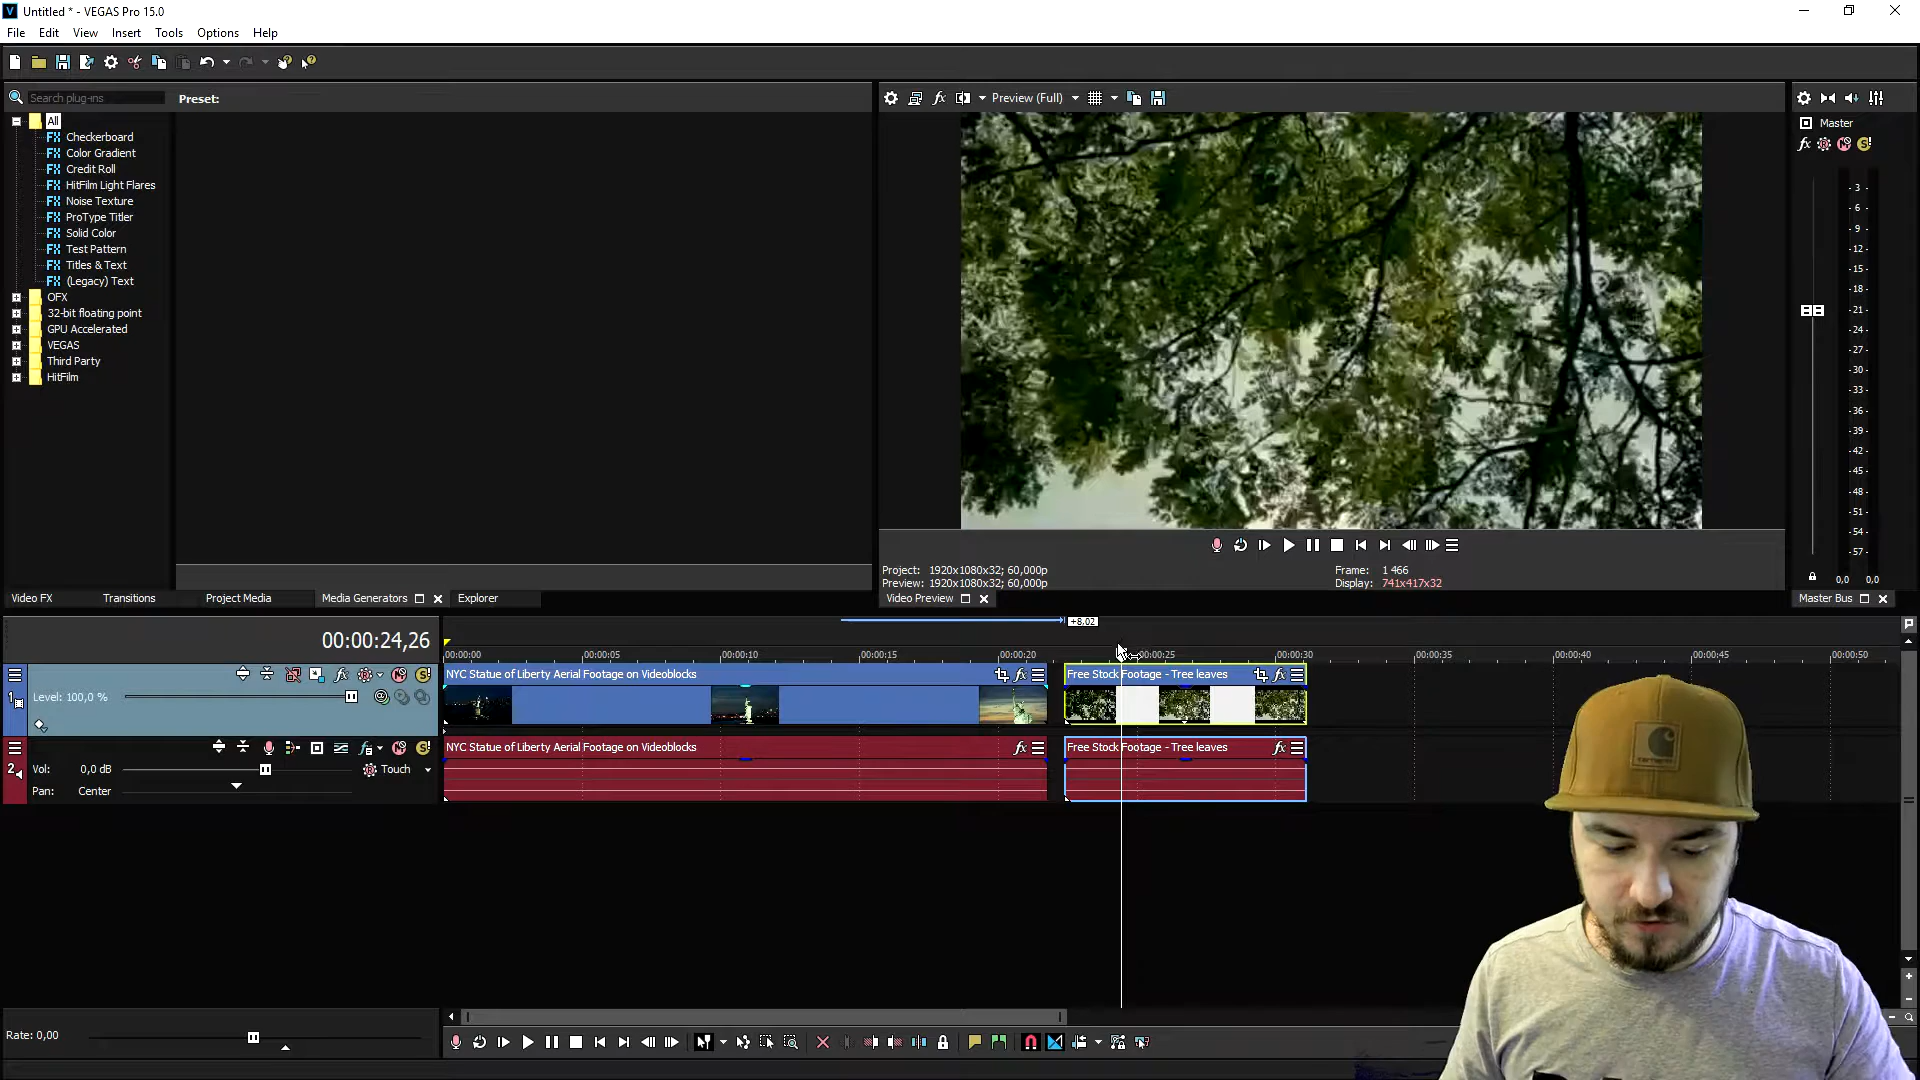 Untitled * - VEGAS Pro 15.0
File Edit View Insert Tools Options Help
Search plug-ins
Preset:
Preview (Full)
All
Checkerboard
Color Gradient
Credit Roll
HitFilm Light Flares
Noise Texture
ProType Titler
Solid Color
Test Pattern
Titles & Text
(Legacy) Text
OFX
32-bit floating point
GPU Accelerated
VEGAS
Third Party
HitFilm
Master
3 -
6 -
9 -
12 -
15 -
18 -
21 -
24 -
27 -
30 -
33 -
36 -
39 -
42 -
45 -
48 -
51 -
54 -
57 -
0,0 0,0
Project: 1920x1080x32; 60,000p
Preview: 1920x1080x32; 60,000p
Frame: 1 466
Display: 741x417x32
Video FX Transitions Project Media Media Generators Explorer
Video Preview
Master Bus
00:00:24,26
+8.02
00:00:00 00:00:05 00:00:10 00:00:15 00:00:20 00:00:25 00:00:30 00:00:35 00:00:40 00:00:45 00:00:50
1
Level: 100,0 %
NYC Statue of Liberty Aerial Footage on Videoblocks
Free Stock Footage - Tree leaves
2
Vol: 0,0 dB
Touch
Pan: Center
NYC Statue of Liberty Aerial Footage on Videoblocks
Free Stock Footage - Tree leaves
Rate: 0,00